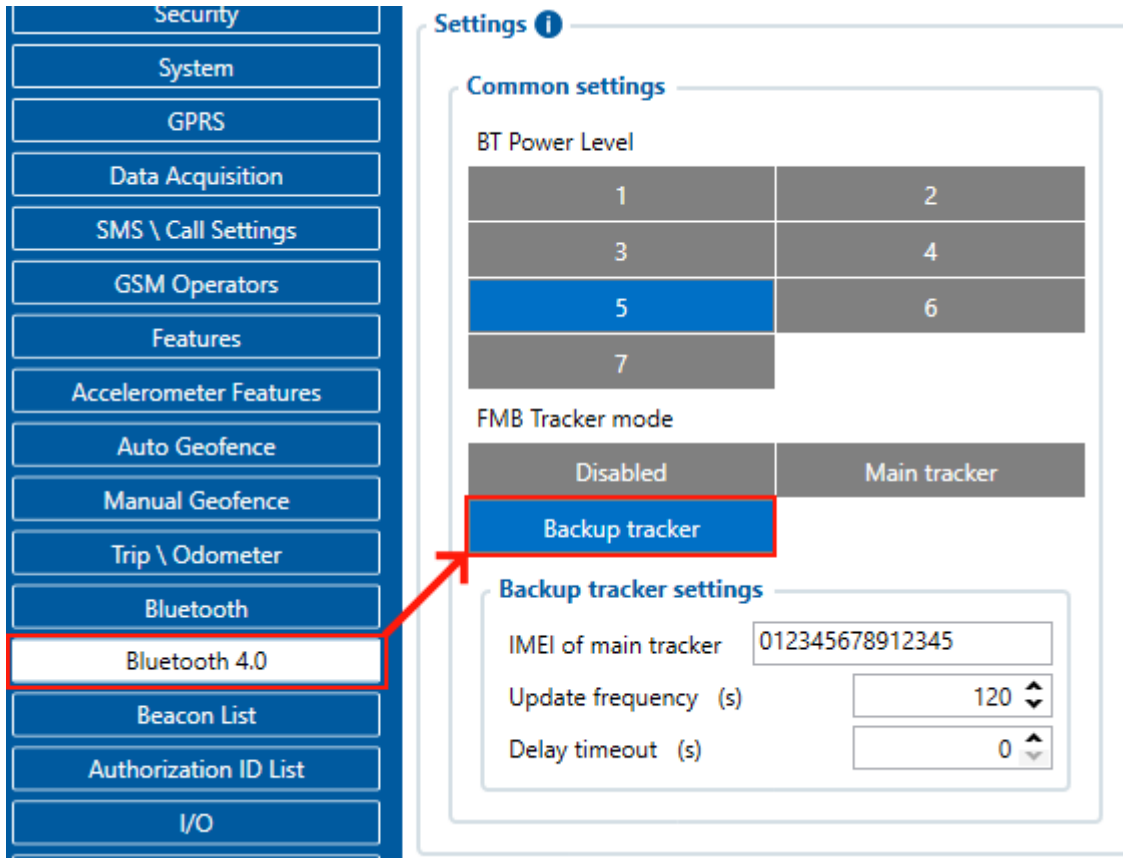 Security
System
GPRS
Data Acquisition
SMS \ Call Settings
GSM Operators
Features
Accelerometer Features
Auto Geofence
Manual Geofence
Trip \ Odometer
Bluetooth
Bluetooth 4.0
Beacon List
Authorization ID List
I/O
Settings i
Common settings
BT Power Level
1 2
3 4
5 6
7
FMB Tracker mode
Disabled Main tracker
Backup tracker
Backup tracker settings
IMEI of main tracker 012345678912345
Update frequency (s) 120
Delay timeout (s) 0